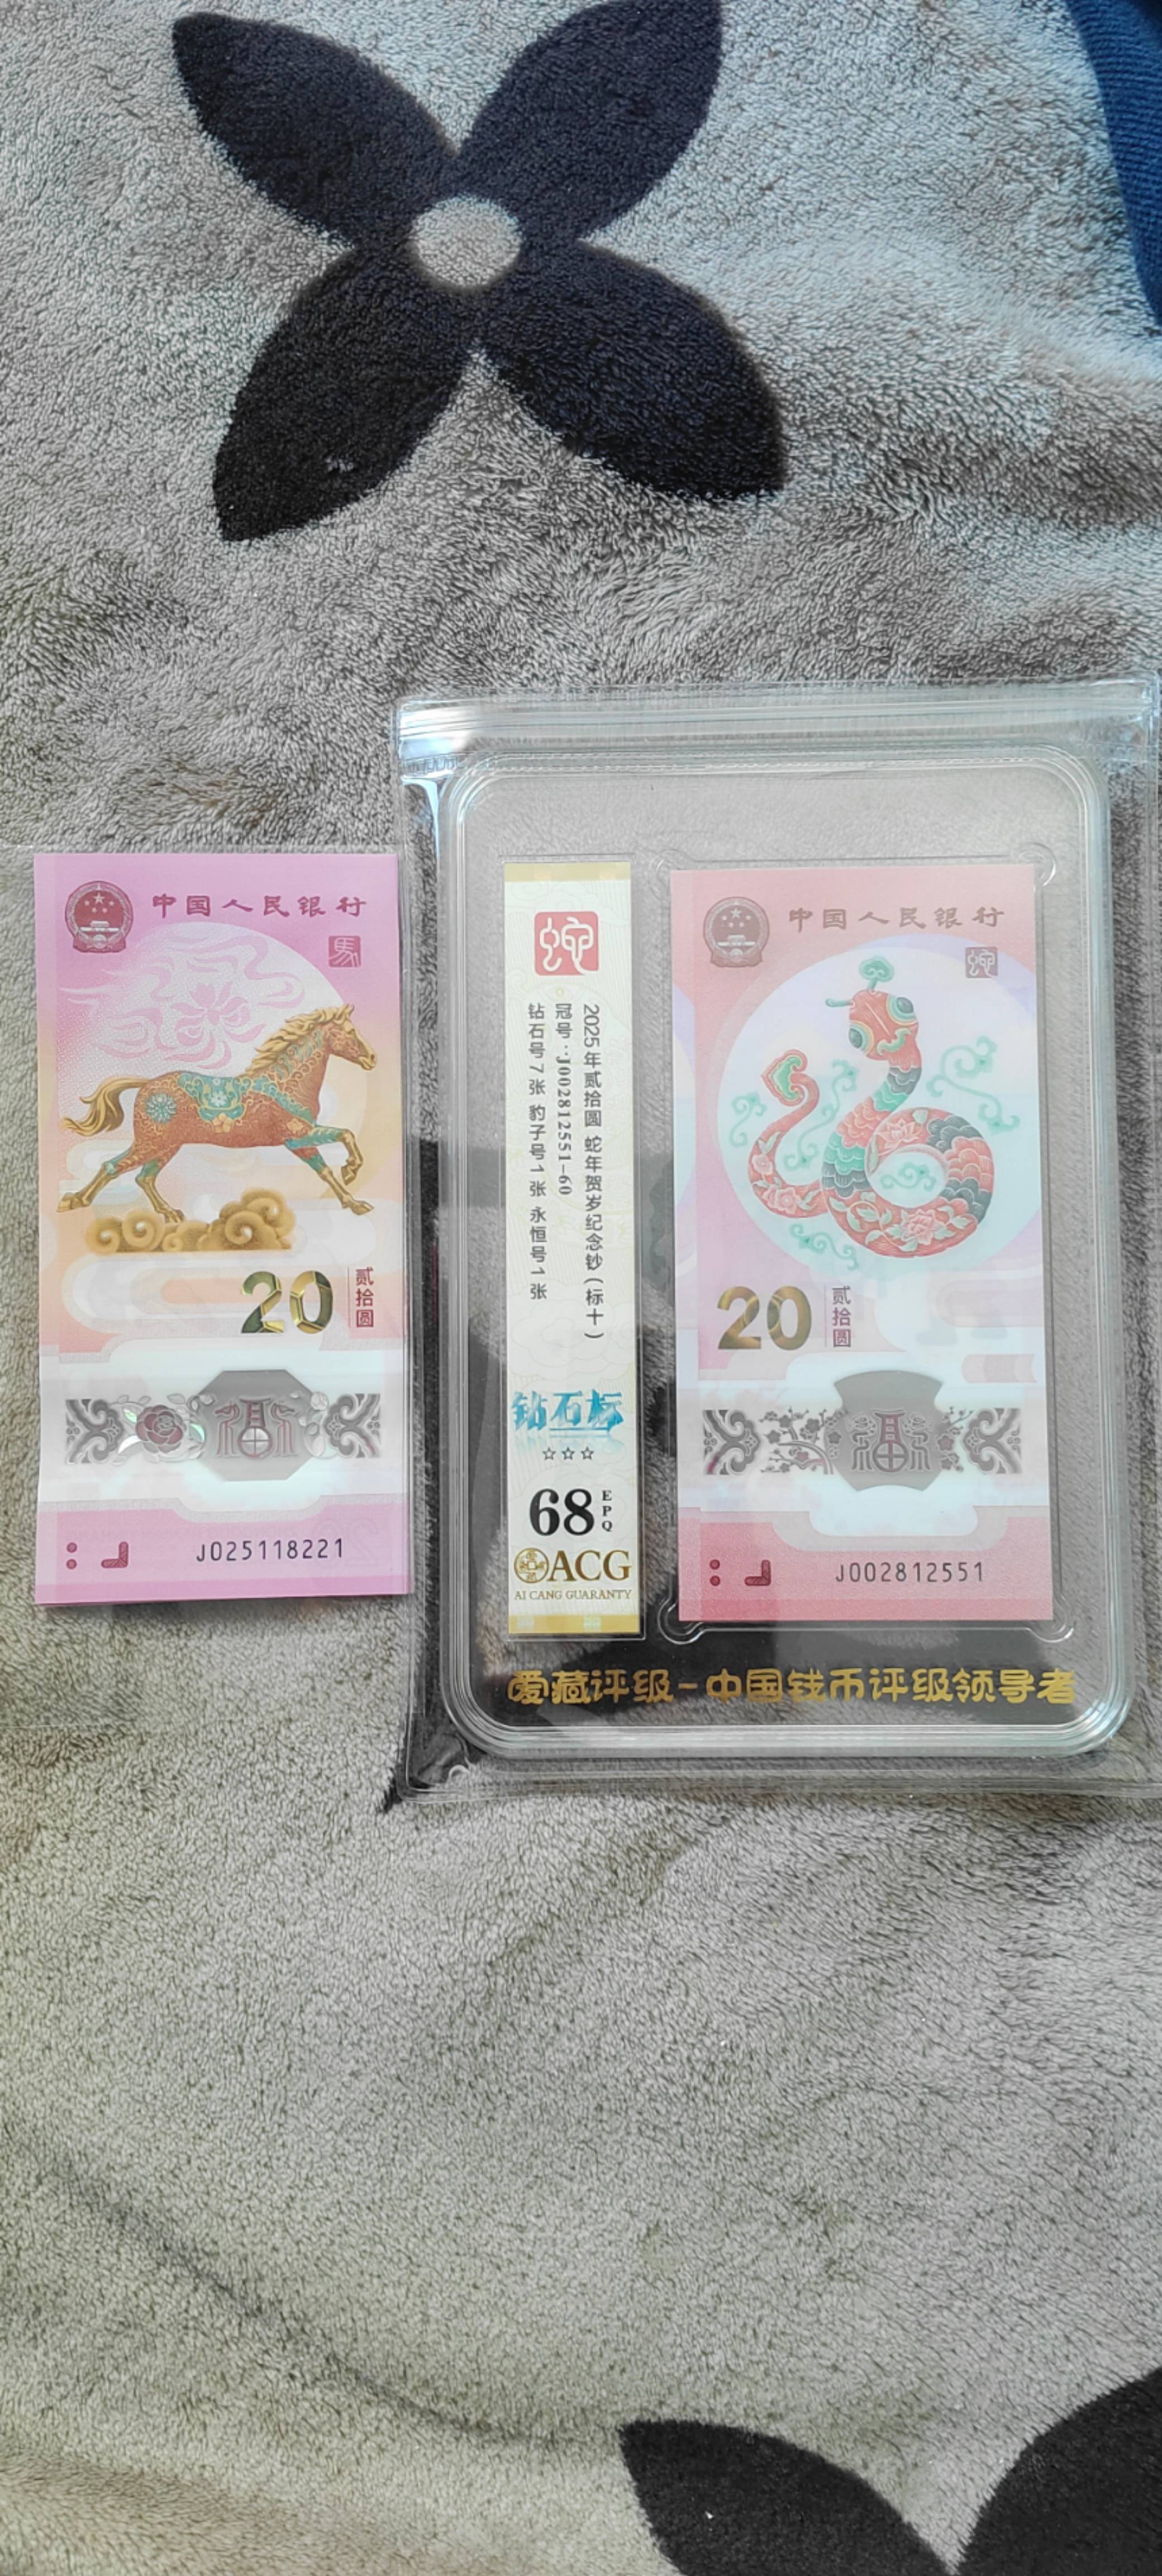 中国人民银行
馬
20
贰拾圆
福
J025118221
蛇
2025年贰拾圆 蛇年贺岁纪念钞(标十)
冠号:J002812551-60
钻石号7张 豹子号1张 永恒号1张
钻石标
☆☆☆
68 EPQ
ACG
AI CANG GUARANTY
中国人民银行
蛇
20
贰拾圆
福
J002812551
爱藏评级-中国钱币评级领导者